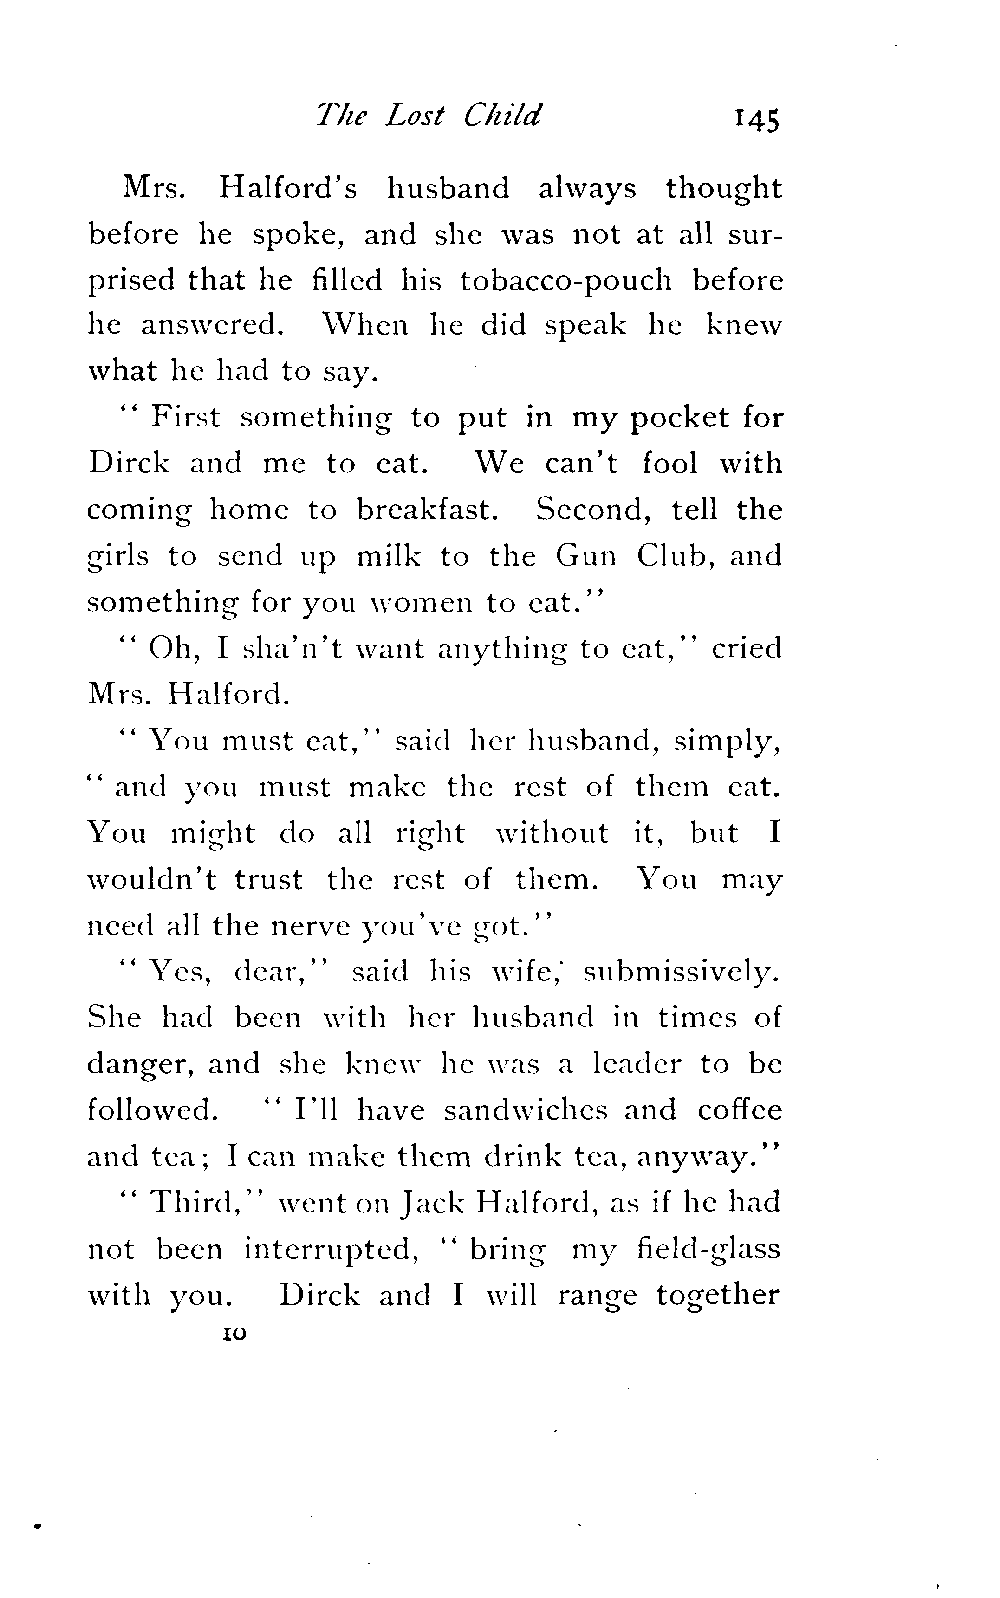 The Lost Child 145
Mrs. Halford's husband always thought
before he spoke, and she was not at all sur-
prised that he filled his tobacco-pouch before
he answered. When he did speak he knew
what he had to say.
" First something to put in my pocket for
Dirck and me to eat. We can't fool with
coming home to breakfast. Second, tell the
girls to send up milk to the Gun Club, and
something for you women to eat."
" Oh, I sha'n't want anything to eat," cried
Mrs. Halford.
" You must eat," said her husband, simply,
" and you must make the rest of them eat.
You might do all right without it, but I
wouldn't trust the rest of them. You may
need all the nerve you've got."
" Yes, dear," said his wife, submissively.
She had been with her husband in times of
danger, and she knew he was a leader to be
followed. " I'll have sandwiches and coffee
and tea; I can make them drink tea, anyway."
" Third," went on Jack Halford, as if he had
not been interrupted, " bring my field-glass
with you. Dirck and I will range together
10